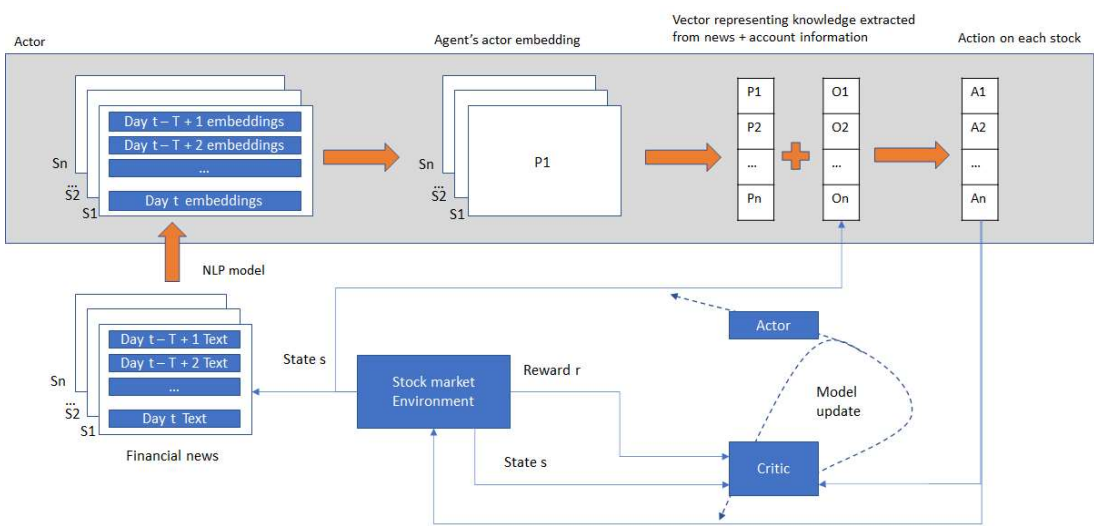 Actor
Agent's actor embedding
Vector representing knowledge extracted
from news + account information
Action on each stock
Day t – T + 1 embeddings
Day t – T + 2 embeddings
...
Day t embeddings
Sn
...
S2
S1
P1
Sn
...
S2
S1
P1
P2
...
Pn
O1
O2
...
On
A1
A2
...
An
NLP model
Day t – T + 1 Text
Day t – T + 2 Text
...
Day t Text
Sn
...
S2
S1
Financial news
State s
Stock market
Environment
Reward r
State s
Actor
Model
update
Critic